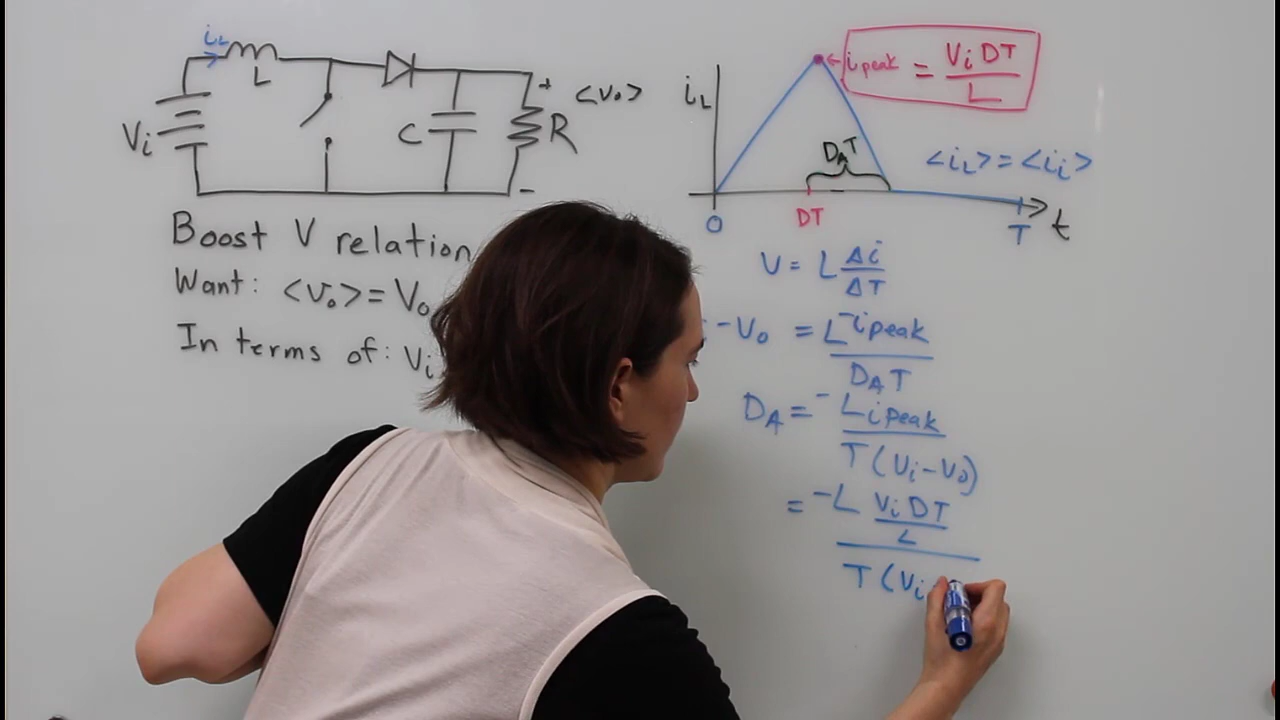 iL
L
Vi
C
R
+
<vo>
-
Boost V relation
Want: <vo> = Vo
In terms of: Vi
iL
ipeak = Vi DT / L
DAT
<iL> = <ii>
0
DT
T
t
V = L Δi / ΔT
- Vo = L -ipeak / DAT
DA = - L ipeak / T (Vi - Vo)
= -L Vi DT / L / T (Vi